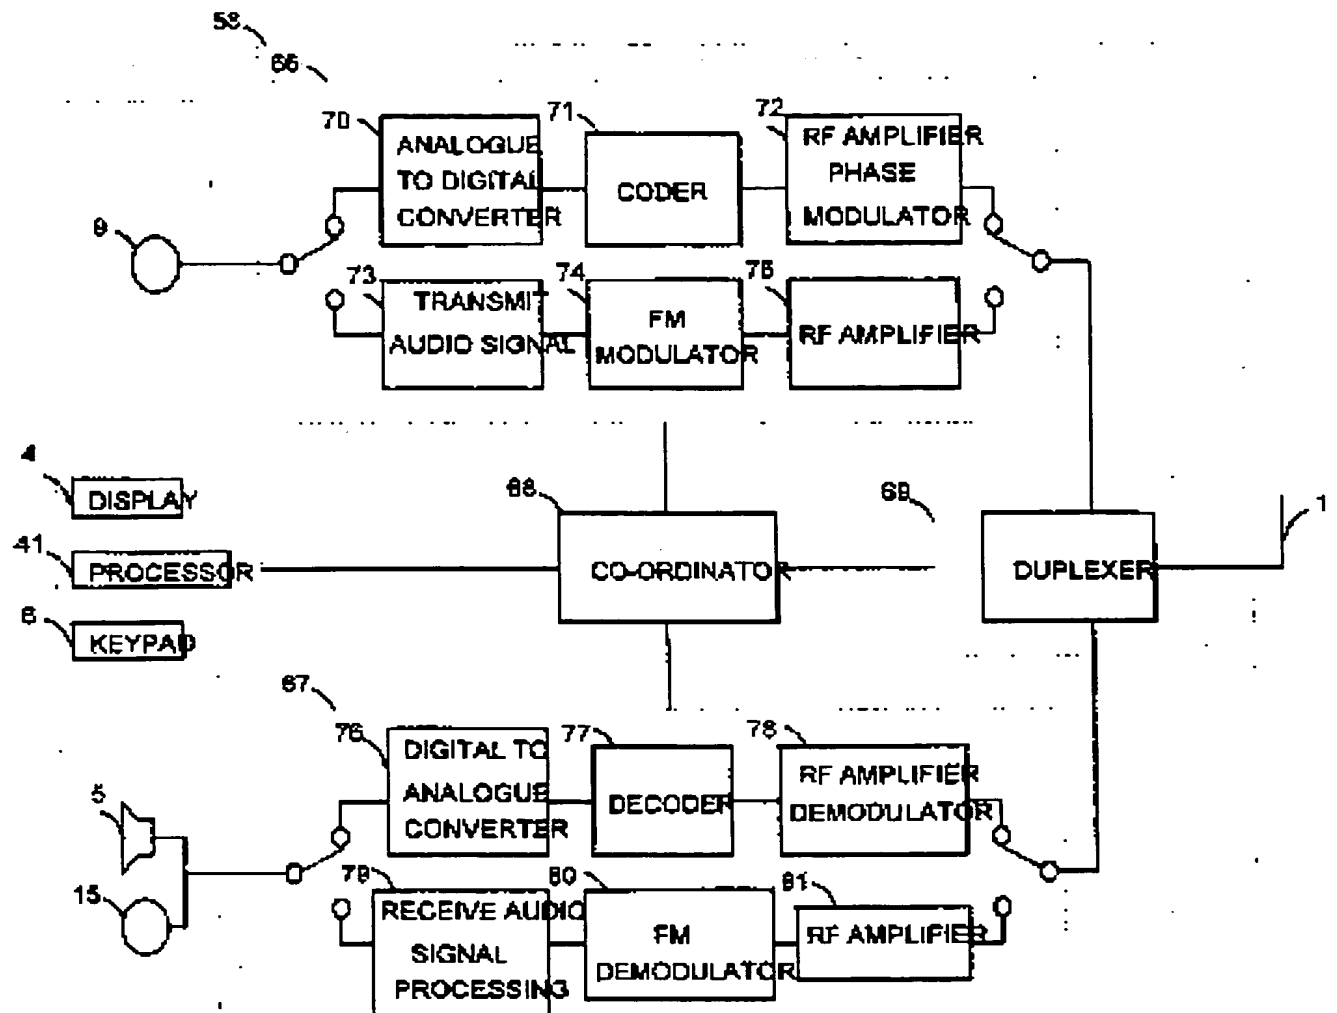 58
66
70
ANALOGUE
TO DIGITAL
CONVERTER
71
CODER
72
RF AMPLIFIER
PHASE
MODULATOR
9
73
TRANSMIT
AUDIO SIGNAL
74
FM
MODULATOR
75
RF AMPLIFIER
4
DISPLAY
41
PROCESSOR
6
KEYPAD
68
CO-ORDINATOR
69
DUPLEXER
1
67
76
DIGITAL TO
ANALOGUE
CONVERTER
77
DECODER
78
RF AMPLIFIER
DEMODULATOR
5
15
79
RECEIVE AUDIO
SIGNAL
PROCESSING
80
FM
DEMODULATOR
81
RF AMPLIFIER